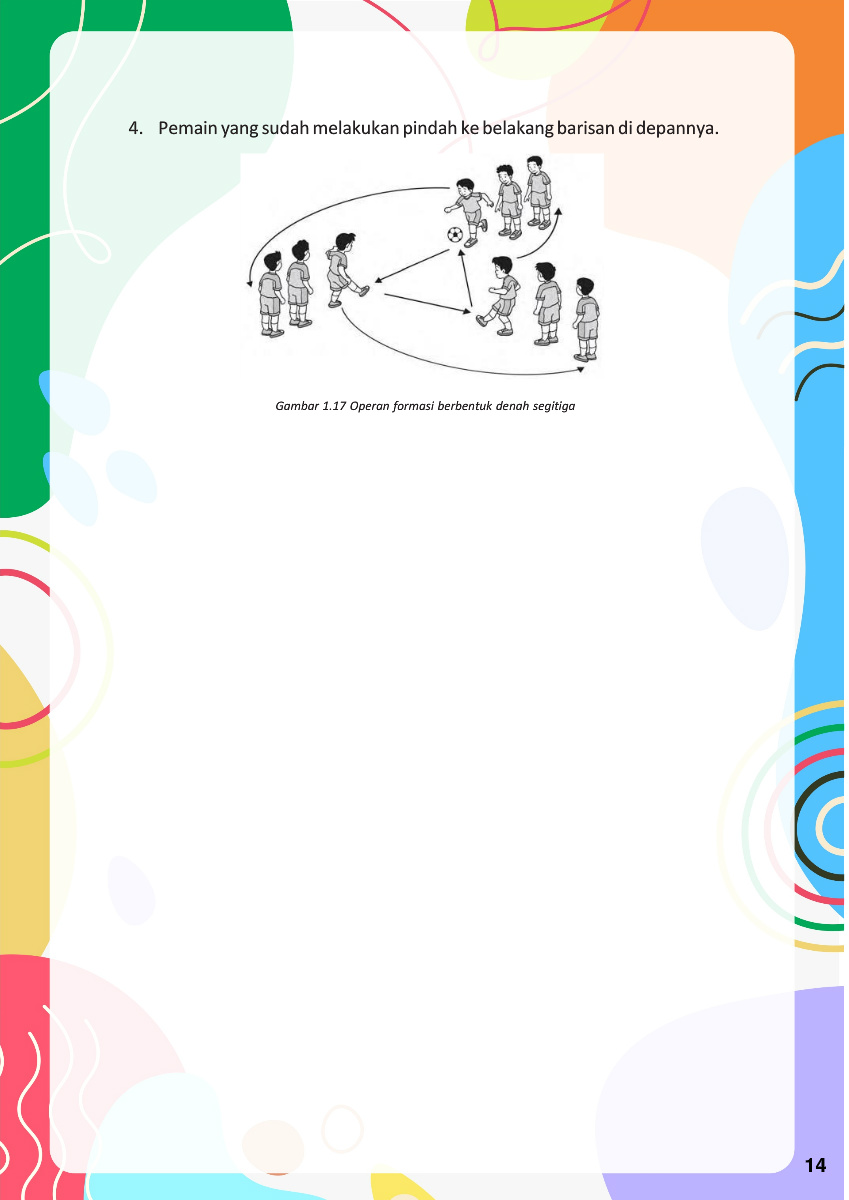 4. Pemain yang sudah melakukan pindah ke belakang barisan di depannya.
Gambar 1.17 Operan formasi berbentuk denah segitiga
14